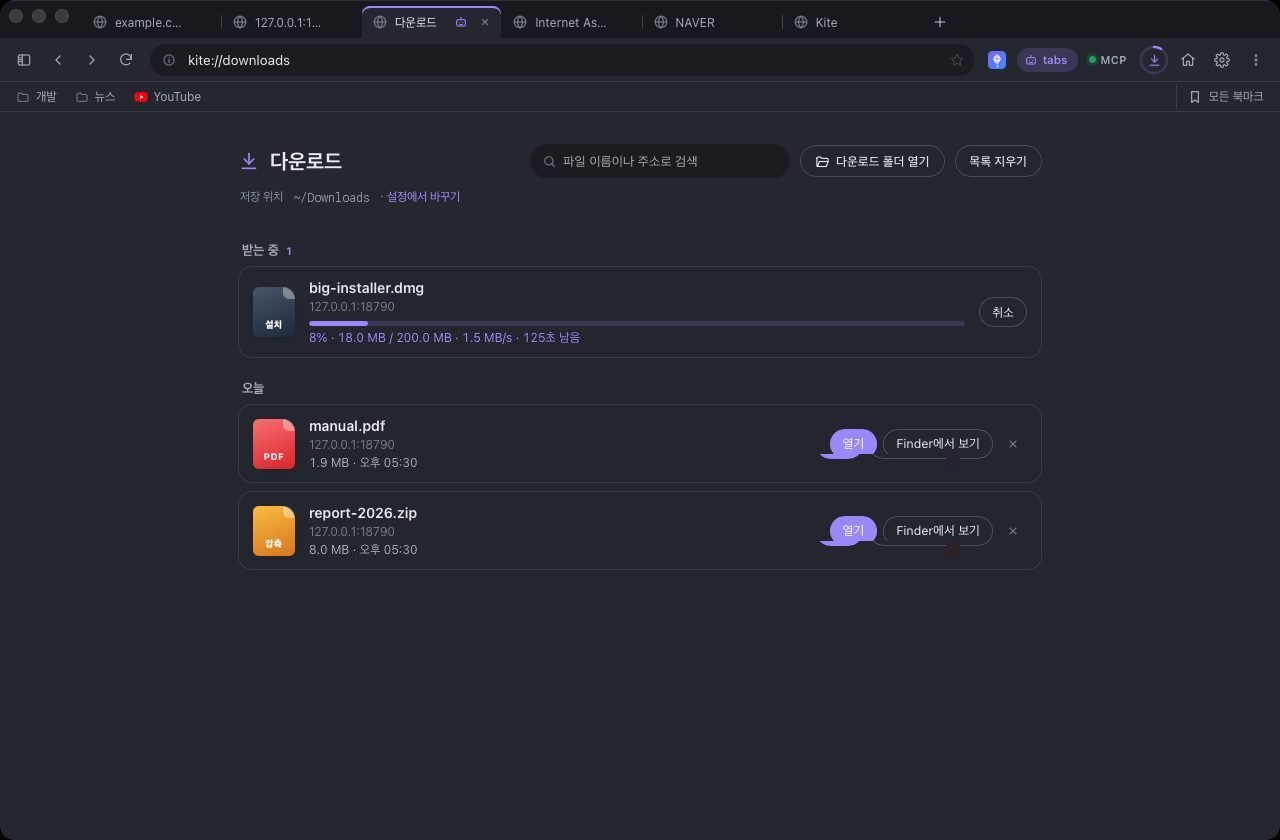 example.c...
127.0.0.1:1...
다운로드
Internet As...
NAVER
Kite
kite://downloads
tabs
MCP
개발
뉴스
YouTube
모든 북마크
다운로드
파일 이름이나 주소로 검색
다운로드 폴더 열기
목록 지우기
저장 위치 ~/Downloads · 설정에서 바꾸기
받는 중 1
설치
big-installer.dmg
127.0.0.1:18790
8% · 18.0 MB / 200.0 MB · 1.5 MB/s · 125초 남음
취소
오늘
PDF
manual.pdf
127.0.0.1:18790
1.9 MB · 오후 05:30
열기
Finder에서 보기
압축
report-2026.zip
127.0.0.1:18790
8.0 MB · 오후 05:30
열기
Finder에서 보기